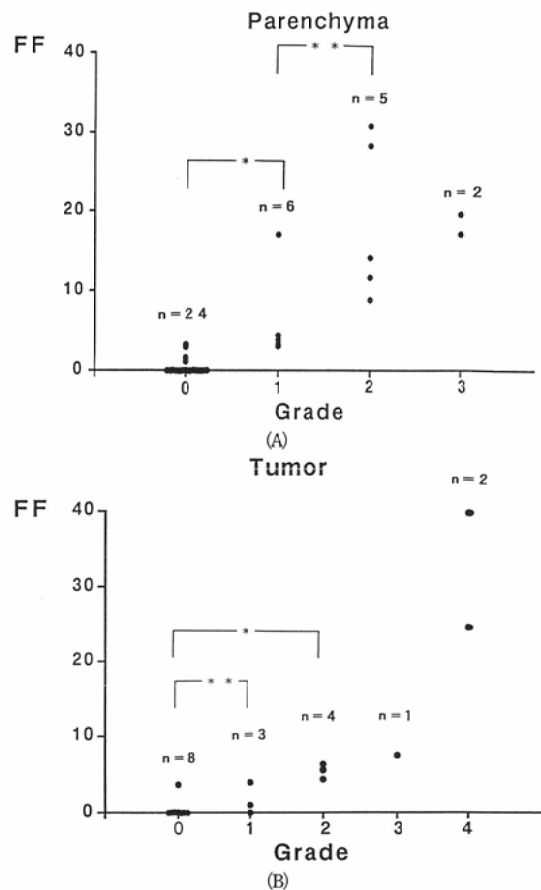 Parenchyma
FF
40
* *
n=5
30
*
n=6
n=2
20
10
n=2 4
0
0 1 2 3
Grade
(A)
Tumor
n=2
FF
40
30
*
20
* *
n=4 n=1
n=3
10
n=8
0
0 1 2 3 4
Grade
(B)